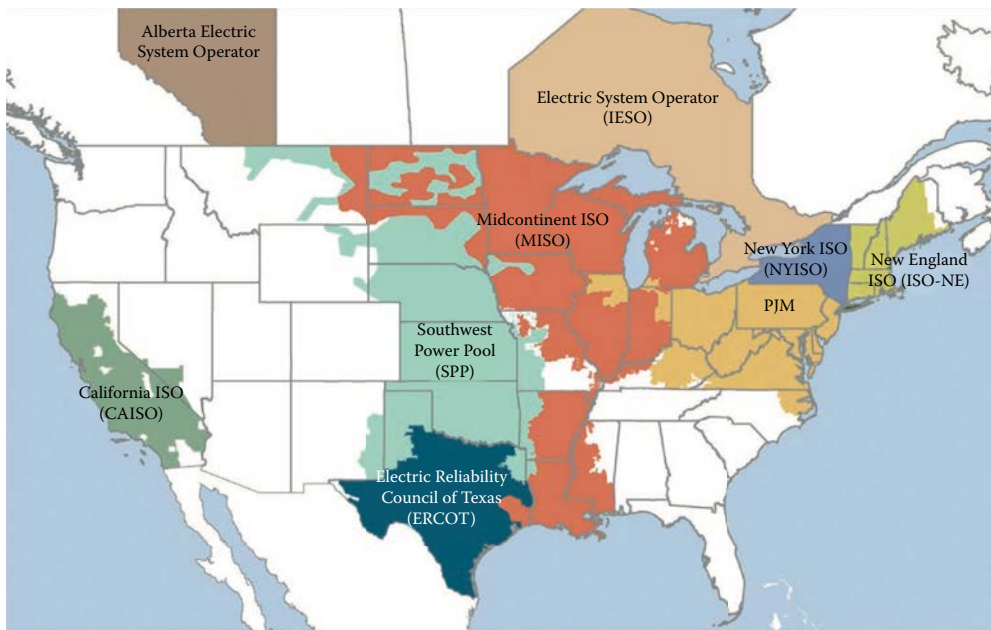 Alberta Electric
System Operator
Electric System Operator
(IESO)
Midcontinent ISO
(MISO)
New York ISO
(NYISO)
New England
ISO (ISO-NE)
PJM
Southwest
Power Pool
(SPP)
California ISO
(CAISO)
Electric Reliability
Council of Texas
(ERCOT)